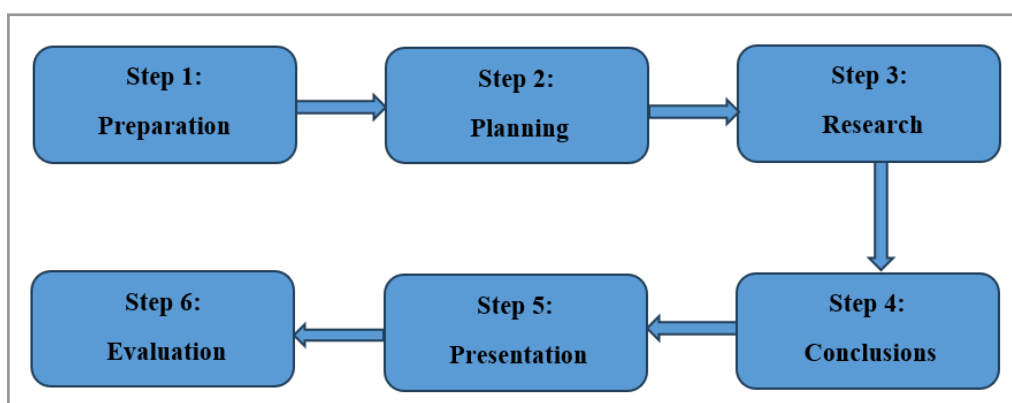 Step 1:
Preparation
Step 2:
Planning
Step 3:
Research
Step 4:
Conclusions
Step 5:
Presentation
Step 6:
Evaluation